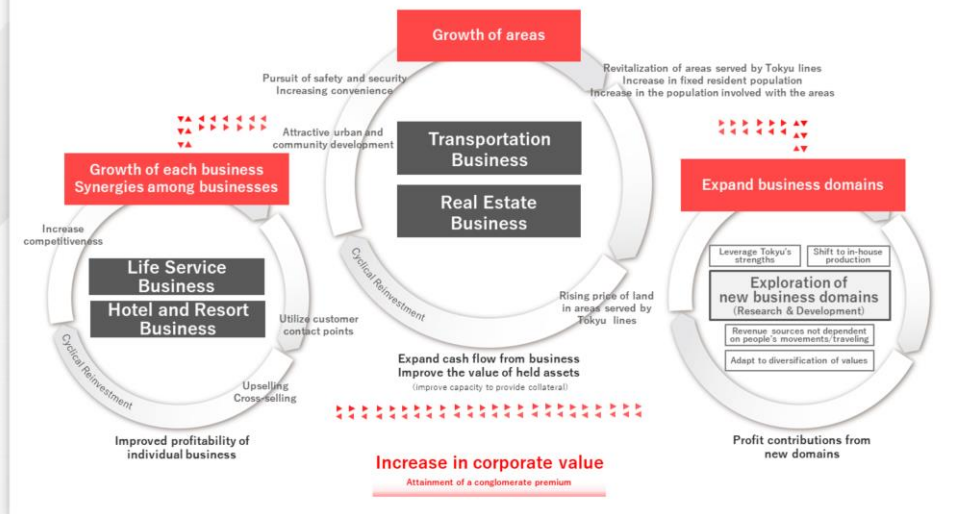 Growth of areas
Pursuit of safety and security
Increasing convenience
Revitalization of areas served by Tokyu lines
Increase in fixed resident population
Increase in the population involved with the areas
Attractive urban and
community development
Transportation
Business
Real Estate
Business
Cyclical Reinvestment
Rising price of land
in areas served by
Tokyu lines
Expand cash flow from business
Improve the value of held assets
(improve capacity to provide collateral)
Growth of each business
Synergies among businesses
Increase
competitiveness
Life Service
Business
Hotel and Resort
Business
Utilize customer
contact points
Cyclical Reinvestment
Upselling
Cross-selling
Improved profitability of
individual business
Expand business domains
Leverage Tokyu's
strengths
Shift to in-house
production
Exploration of
new business domains
(Research & Development)
Revenue sources not dependent
on people's movements/traveling
Adapt to diversification of values
Profit contributions from
new domains
Increase in corporate value
Attainment of a conglomerate premium